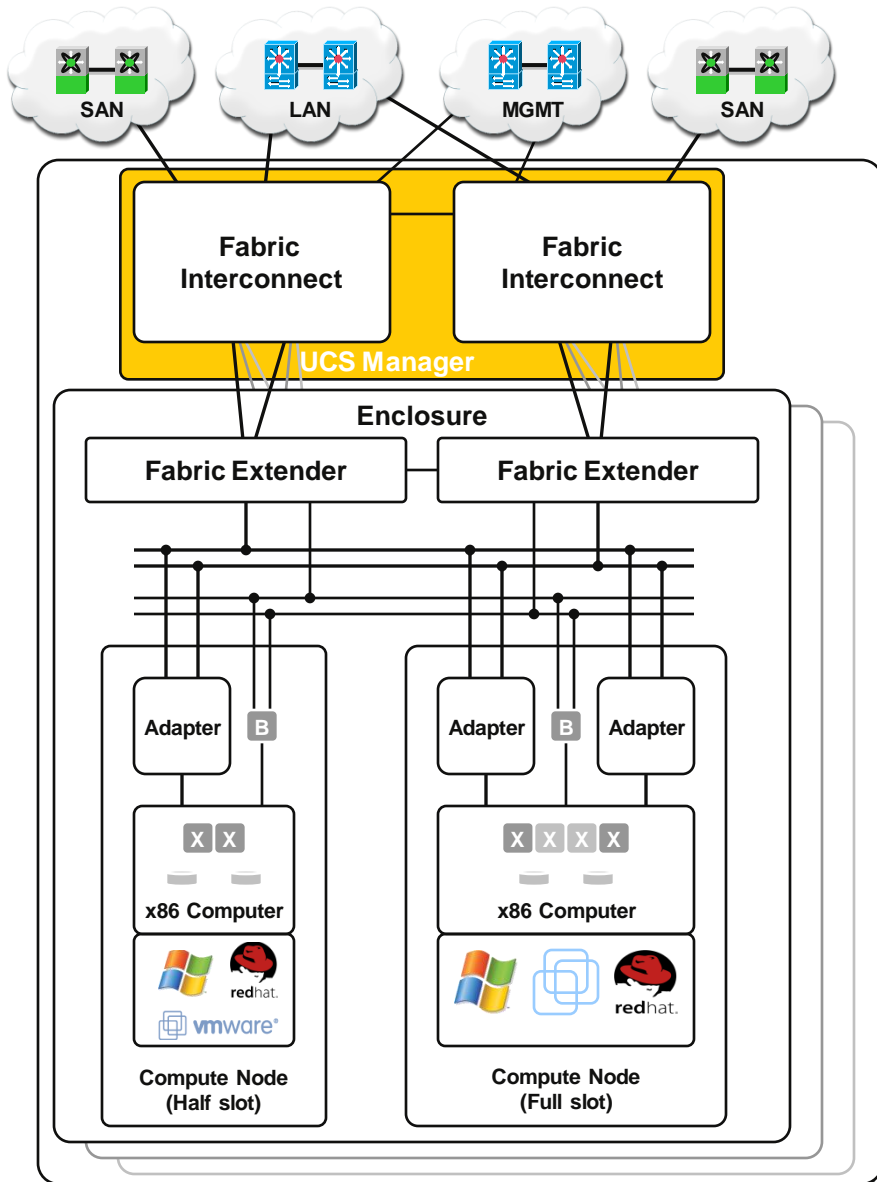 SAN
LAN
MGMT
SAN
Fabric
Interconnect
Fabric
Interconnect
UCS Manager
Enclosure
Fabric Extender
Fabric Extender
Adapter
B
Adapter
B
Adapter
X X
X X X X
x86 Computer
x86 Computer
redhat.
vmware®
redhat.
Compute Node
(Half slot)
Compute Node
(Full slot)